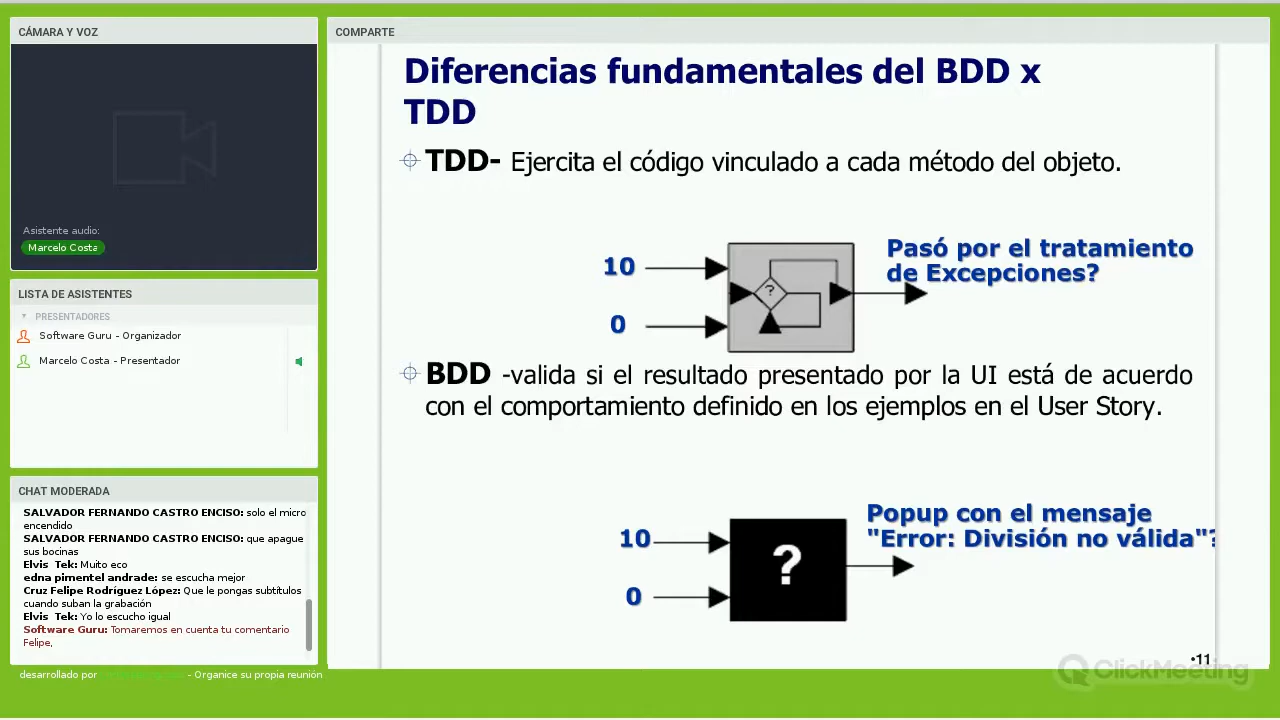 CÁMARA Y VOZ
Asistente audio:
Marcelo Costa
LISTA DE ASISTENTES
PRESENTADORES
Software Guru - Organizador
Marcelo Costa - Presentador
CHAT MODERADA
SALVADOR FERNANDO CASTRO ENCISO: solo el micro
encendido
SALVADOR FERNANDO CASTRO ENCISO: que apague
sus bocinas
Elvis Tek: Muito eco
edna pimentel andrade: se escucha mejor
Cruz Felipe Rodríguez López: Que le pongas subtítulos
cuando suban la grabación
Elvis Tek: Yo lo escucho igual
Software Guru: Tomaremos en cuenta tu comentario
Felipe,
desarrollado por - Organice su propia reunión
COMPARTE
Diferencias fundamentales del BDD x
TDD
TDD- Ejercita el código vinculado a cada método del objeto.
10
0
?
Pasó por el tratamiento
de Excepciones?
BDD -valida si el resultado presentado por la UI está de acuerdo
con el comportamiento definido en los ejemplos en el User Story.
10
0
?
Popup con el mensaje
"Error: División no válida"?
•11
ClickMeeting